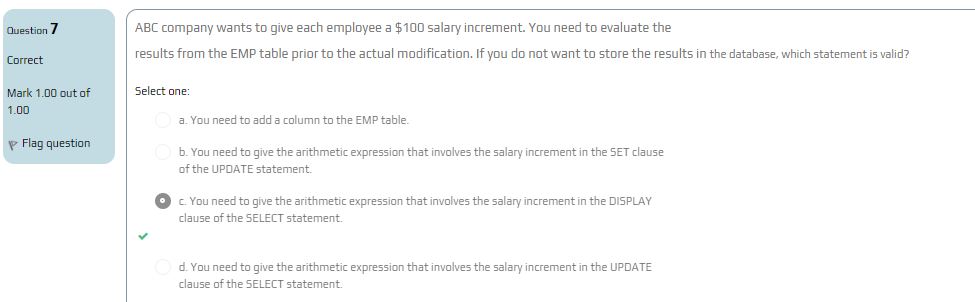 Question 7
Correct
Mark 1.00 out of
1.00
Flag question
ABC company wants to give each employee a $100 salary increment. You need to evaluate the
results from the EMP table prior to the actual modification. If you do not want to store the results in the database, which statement is valid?
Select one:
a. You need to add a column to the EMP table.
b. You need to give the arithmetic expression that involves the salary increment in the SET clause
of the UPDATE statement.
c. You need to give the arithmetic expression that involves the salary increment in the DISPLAY
clause of the SELECT statement.
d. You need to give the arithmetic expression that involves the salary increment in the UPDATE
clause of the SELECT statement.